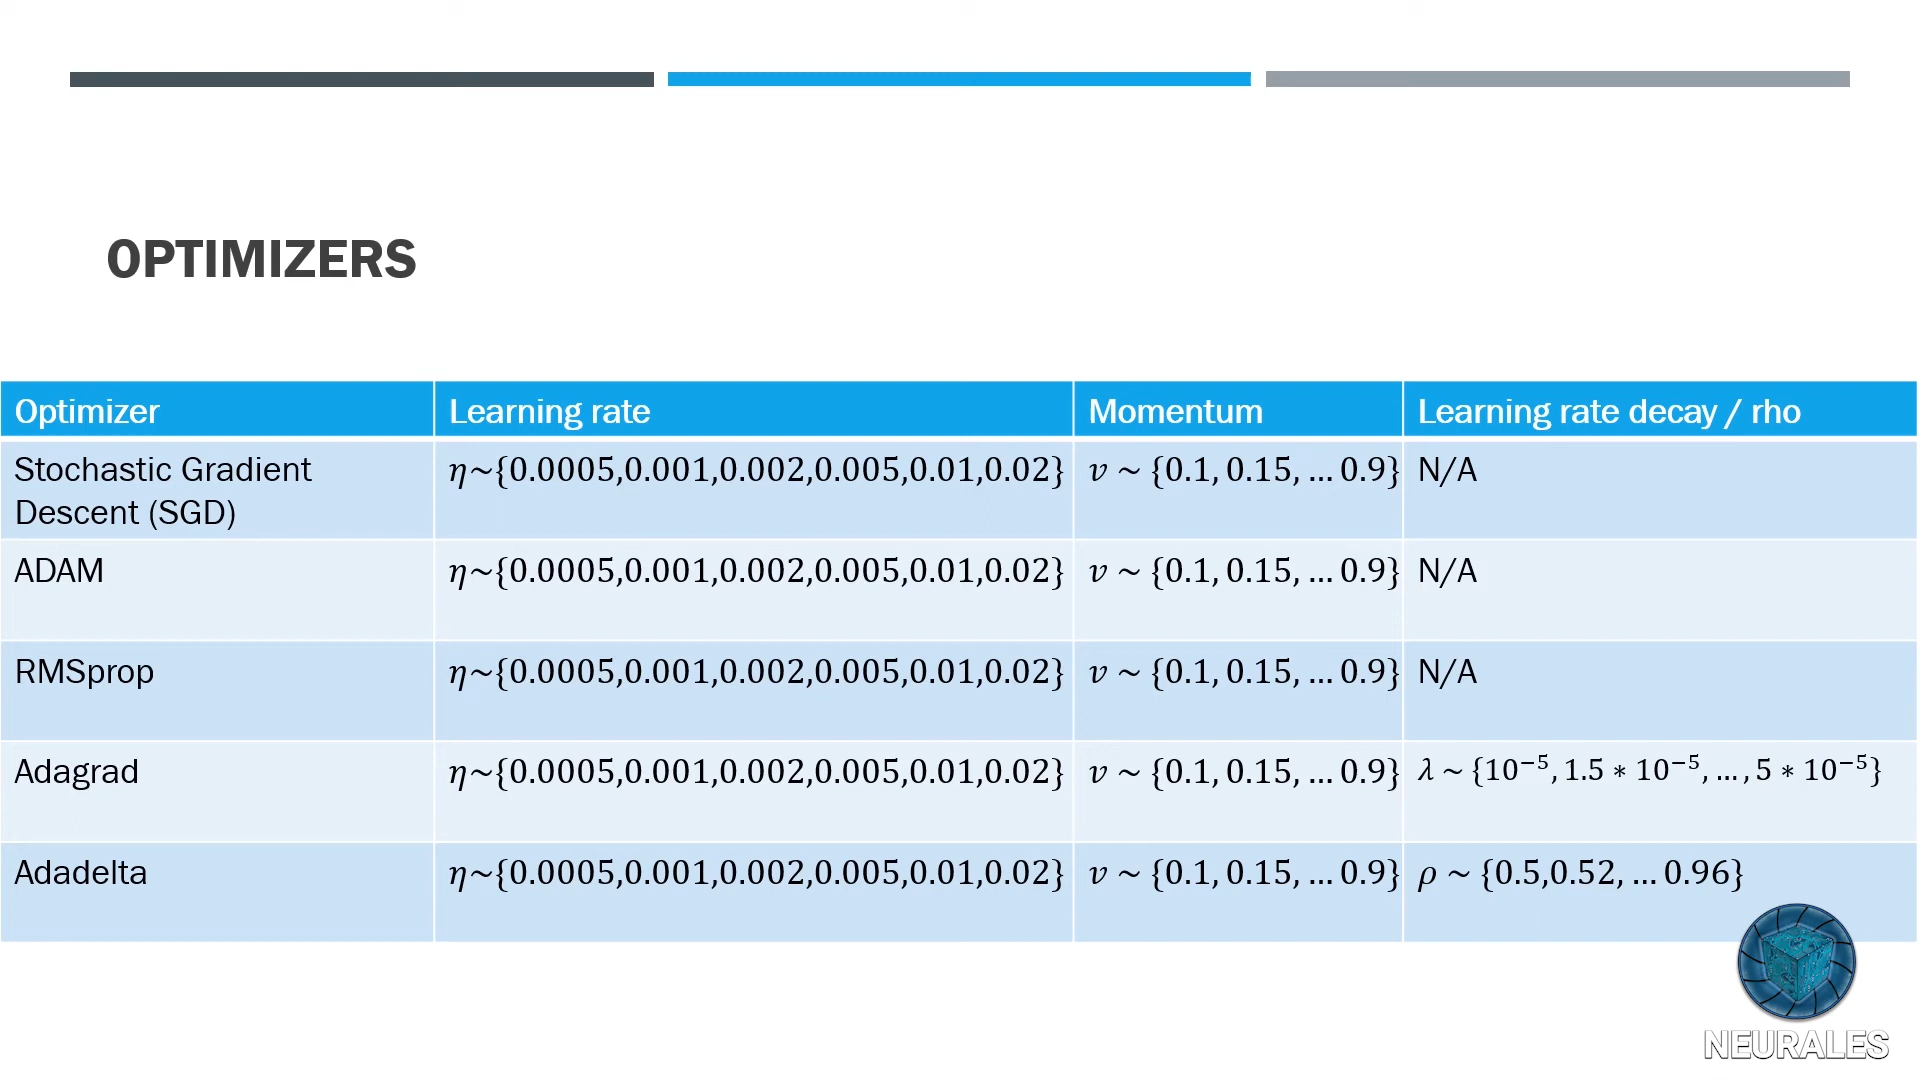 OPTIMIZERS
Optimizer Learning rate Momentum Learning rate decay / rho
Stochastic Gradient Descent (SGD) η~{0.0005,0.001,0.002,0.005,0.01,0.02} v ~ {0.1, 0.15, … 0.9} N/A
ADAM η~{0.0005,0.001,0.002,0.005,0.01,0.02} v ~ {0.1, 0.15, … 0.9} N/A
RMSprop η~{0.0005,0.001,0.002,0.005,0.01,0.02} v ~ {0.1, 0.15, … 0.9} N/A
Adagrad η~{0.0005,0.001,0.002,0.005,0.01,0.02} v ~ {0.1, 0.15, … 0.9} λ ~ {10⁻⁵, 1.5 ∗ 10⁻⁵, … , 5 ∗ 10⁻⁵}
Adadelta η~{0.0005,0.001,0.002,0.005,0.01,0.02} v ~ {0.1, 0.15, … 0.9} ρ ~ {0.5,0.52, … 0.96}
NEURALES